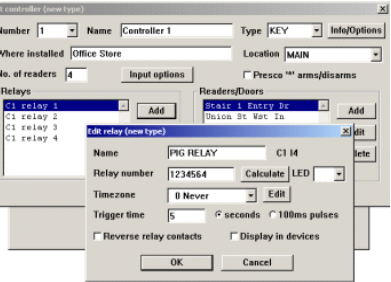 t controller (new type)
Number 1 Name Controller 1 Type KEY Info/Options
Where installed Office Store Location MAIN
No. of readers 4 Input options Presco "*" arms/disarms
Relays Readers/Doors
C1 relay 1 Add Stair 1 Entry Dr Add
C1 relay 2 Union St Wst In
C1 relay 3 dit
C1 relay 4 lete
Edit relay (new type)
Name PIG RELAY C1 I4
Relay number 1234564 Calculate LED
Timezone 0 Never Edit
Trigger time 5 seconds 100ms pulses
Reverse relay contacts Display in devices
OK Cancel